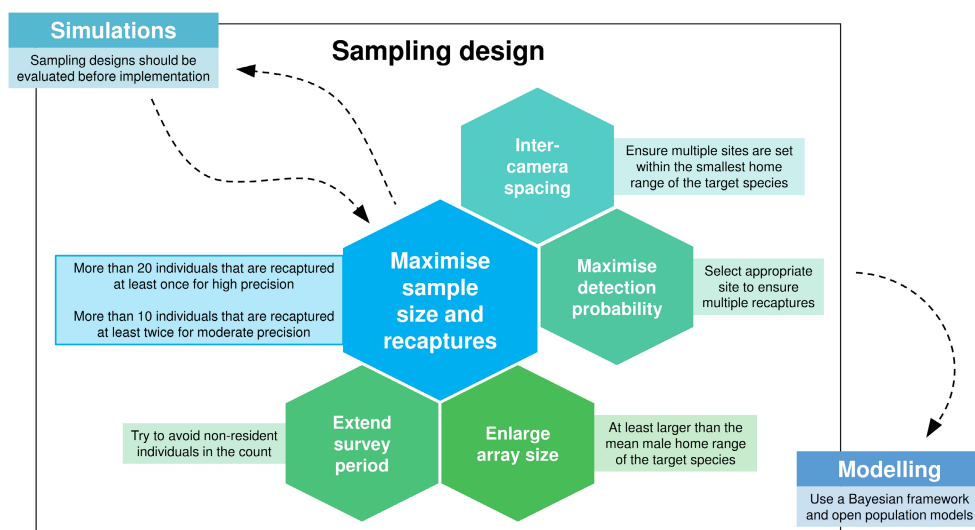 Simulations
Sampling designs should be
evaluated before implementation
Sampling design
Inter-
camera
spacing
Ensure multiple sites are set
within the smallest home
range of the target species
Maximise
sample
size and
recaptures
More than 20 individuals that are recaptured
at least once for high precision
More than 10 individuals that are recaptured
at least twice for moderate precision
Maximise
detection
probability
Select appropriate
site to ensure
multiple recaptures
Extend
survey
period
Try to avoid non-resident
individuals in the count
Enlarge
array size
At least larger than the
mean male home range
of the target species
Modelling
Use a Bayesian framework
and open population models